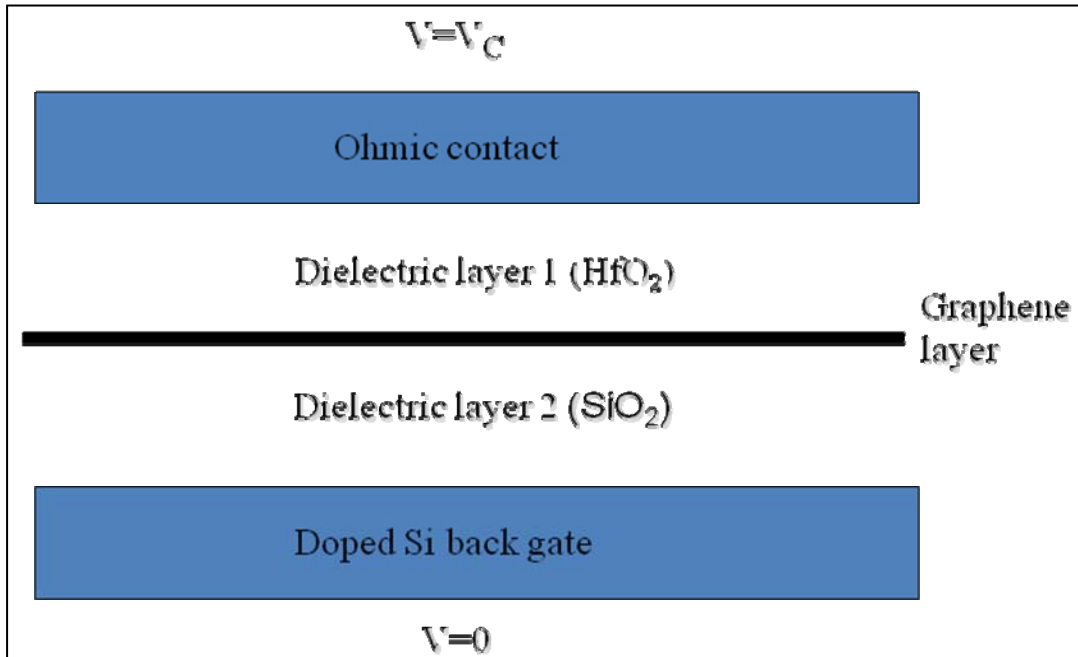 V=V_C
Ohmic contact
Dielectric layer 1 (HfO₂)
Graphene
layer
Dielectric layer 2 (SiO₂)
Doped Si back gate
V=0